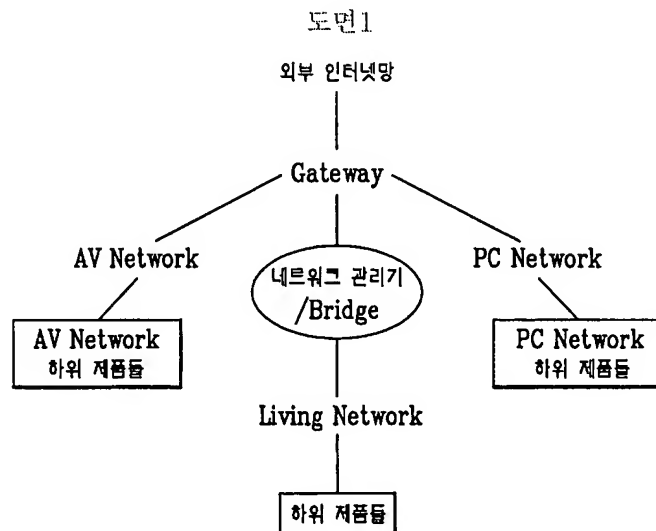 도면1
외부 인터넷망
Gateway
AV Network
네트워크 관리기
/Bridge
PC Network
AV Network
하위 제품들
PC Network
하위 제품들
Living Network
하위 제품들